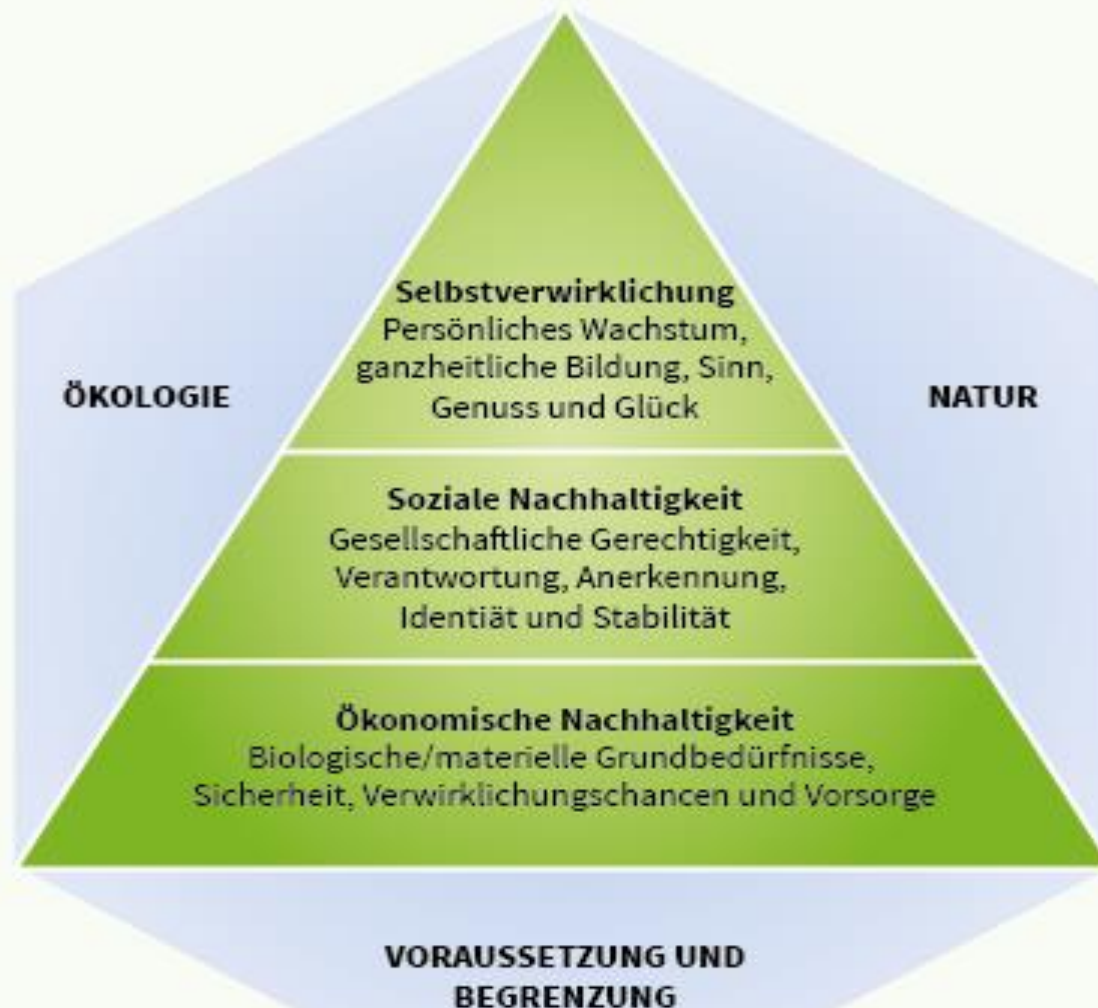 Selbstverwirklichung
Persönliches Wachstum,
ganzheitliche Bildung, Sinn,
Genuss und Glück
ÖKOLOGIE
NATUR
Soziale Nachhaltigkeit
Gesellschaftliche Gerechtigkeit,
Verantwortung, Anerkennung,
Identiät und Stabilität
Ökonomische Nachhaltigkeit
Biologische/materielle Grundbedürfnisse,
Sicherheit, Verwirklichungschancen und Vorsorge
VORAUSSETZUNG UND
BEGRENZUNG